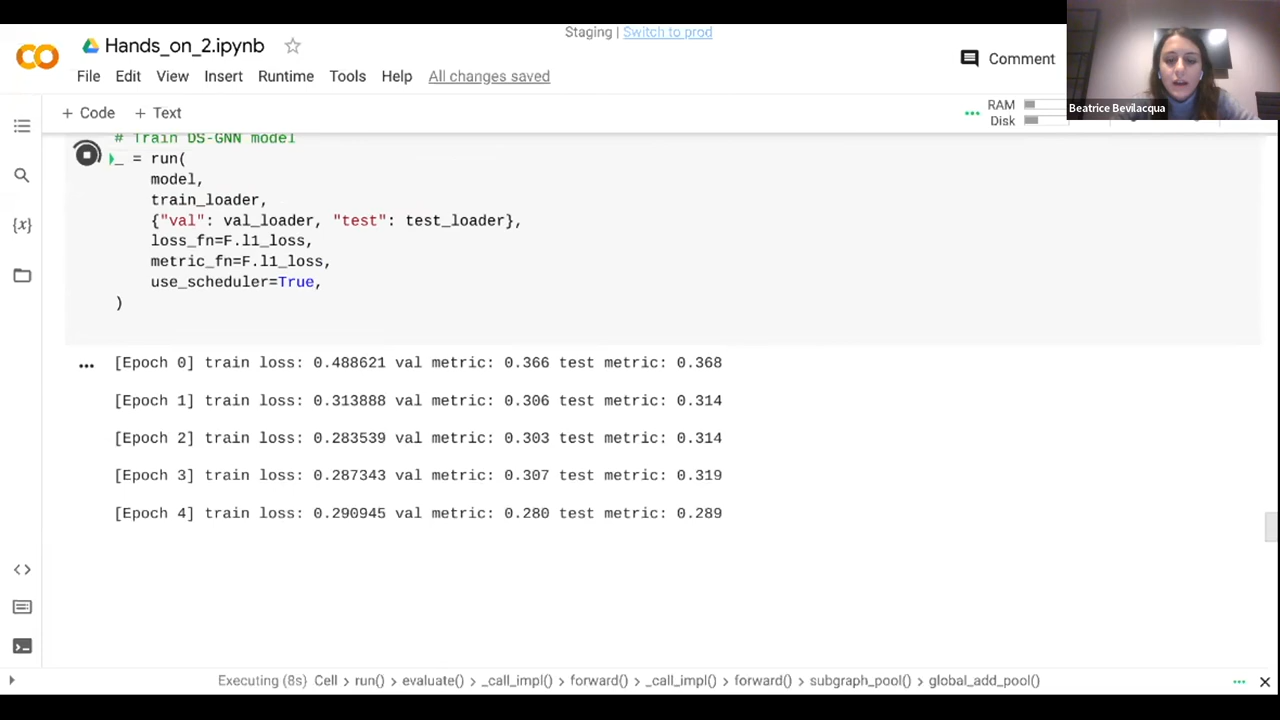 Staging | Switch to prod
Hands_on_2.ipynb
Comment
File Edit View Insert Runtime Tools Help All changes saved
+ Code + Text
RAM
Disk
Beatrice Bevilacqua
# Train DS-GNN model
_ = run(
model,
train_loader,
{"val": val_loader, "test": test_loader},
loss_fn=F.l1_loss,
metric_fn=F.l1_loss,
use_scheduler=True,
)
[Epoch 0] train loss: 0.488621 val metric: 0.366 test metric: 0.368
[Epoch 1] train loss: 0.313888 val metric: 0.306 test metric: 0.314
[Epoch 2] train loss: 0.283539 val metric: 0.303 test metric: 0.314
[Epoch 3] train loss: 0.287343 val metric: 0.307 test metric: 0.319
[Epoch 4] train loss: 0.290945 val metric: 0.280 test metric: 0.289
Executing (8s) Cell > run() > evaluate() > _call_impl() > forward() > _call_impl() > forward() > subgraph_pool() > global_add_pool()